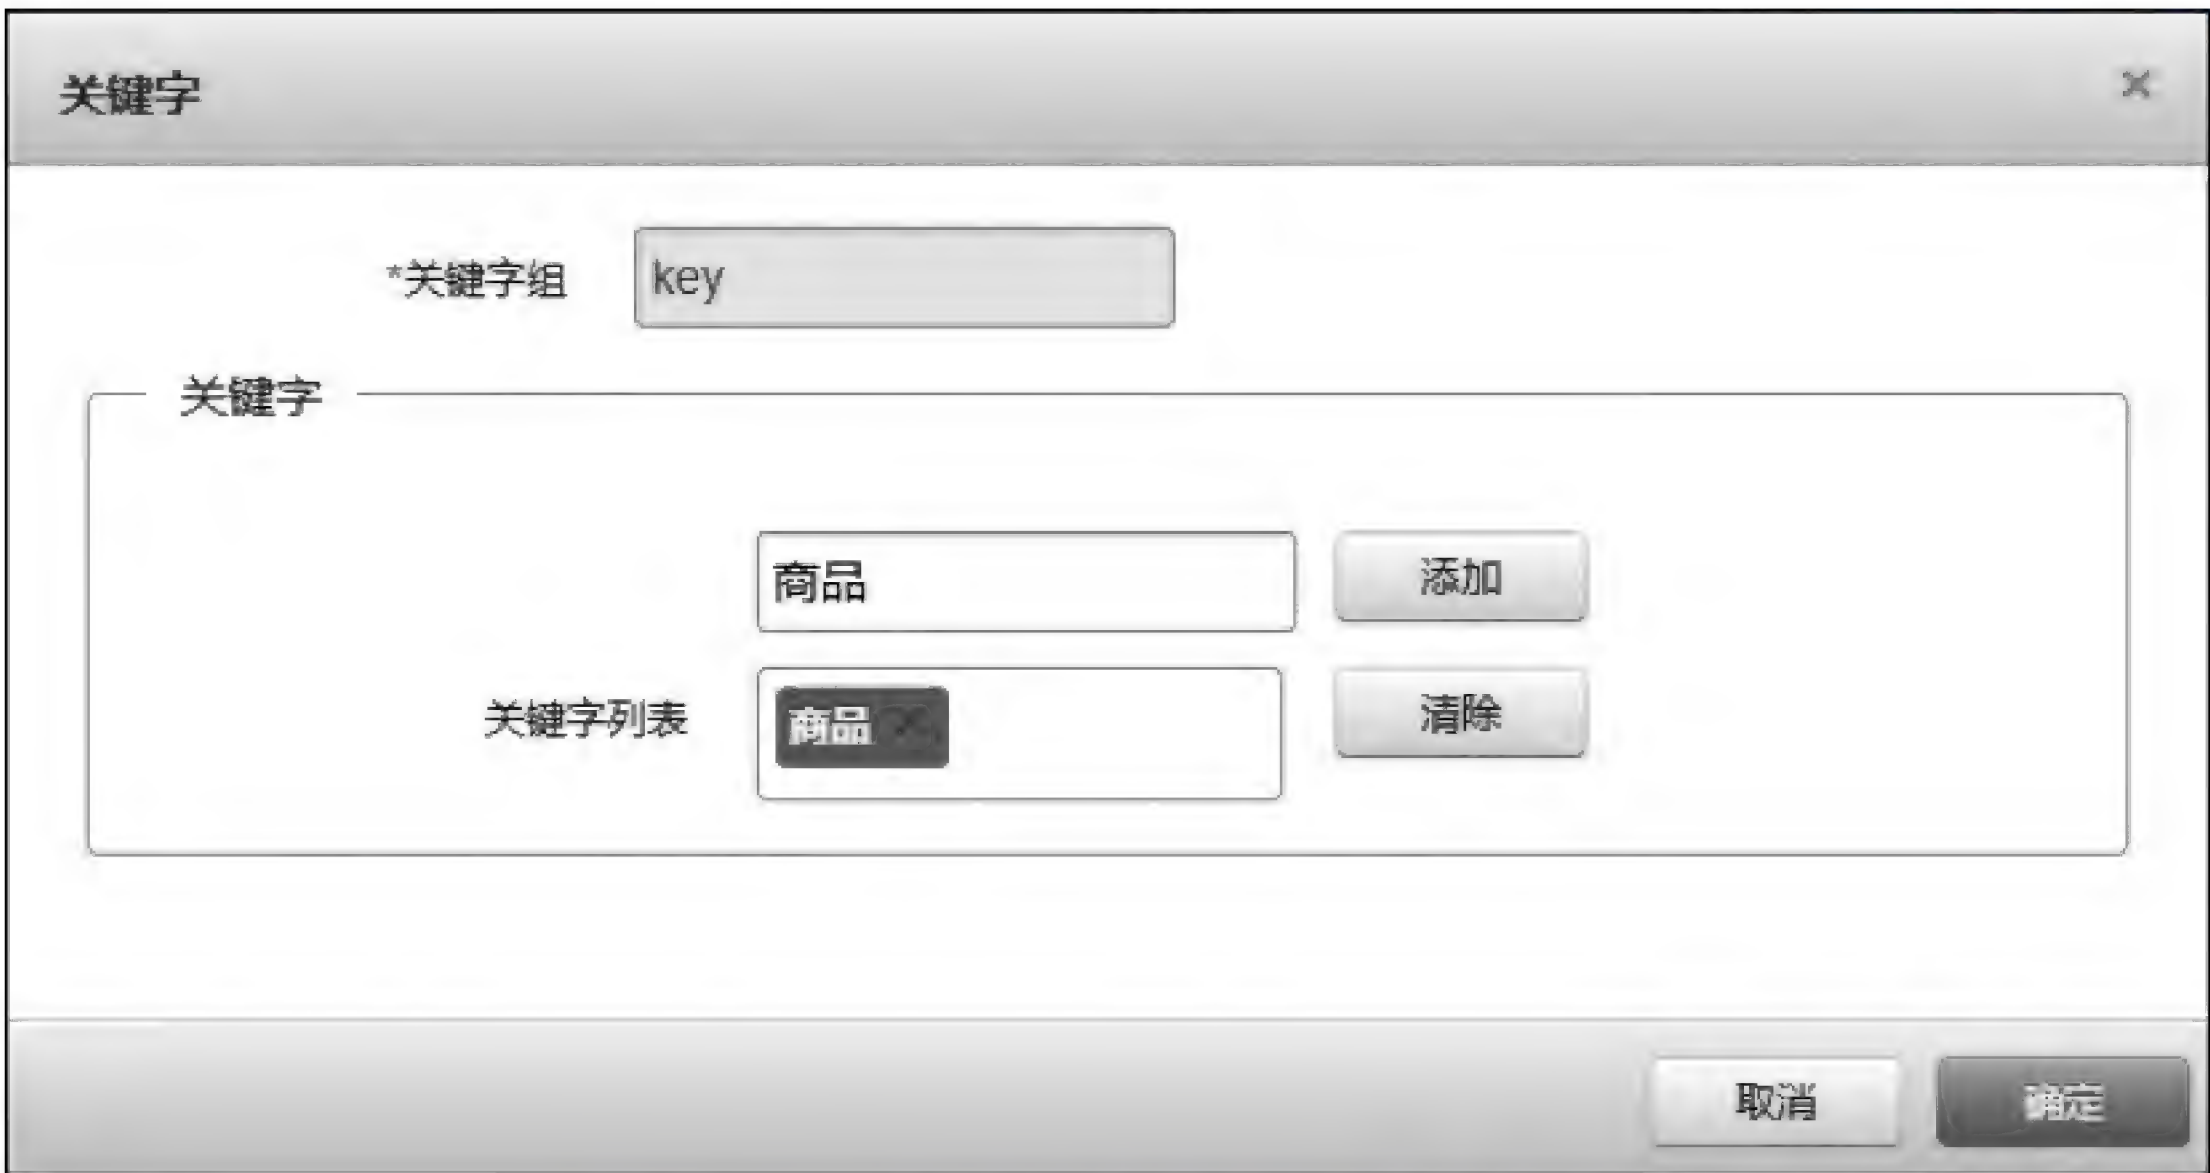 关键字
*关键字组 key
关键字
商品 添加
关键字列表 商品 清除
取消 确定